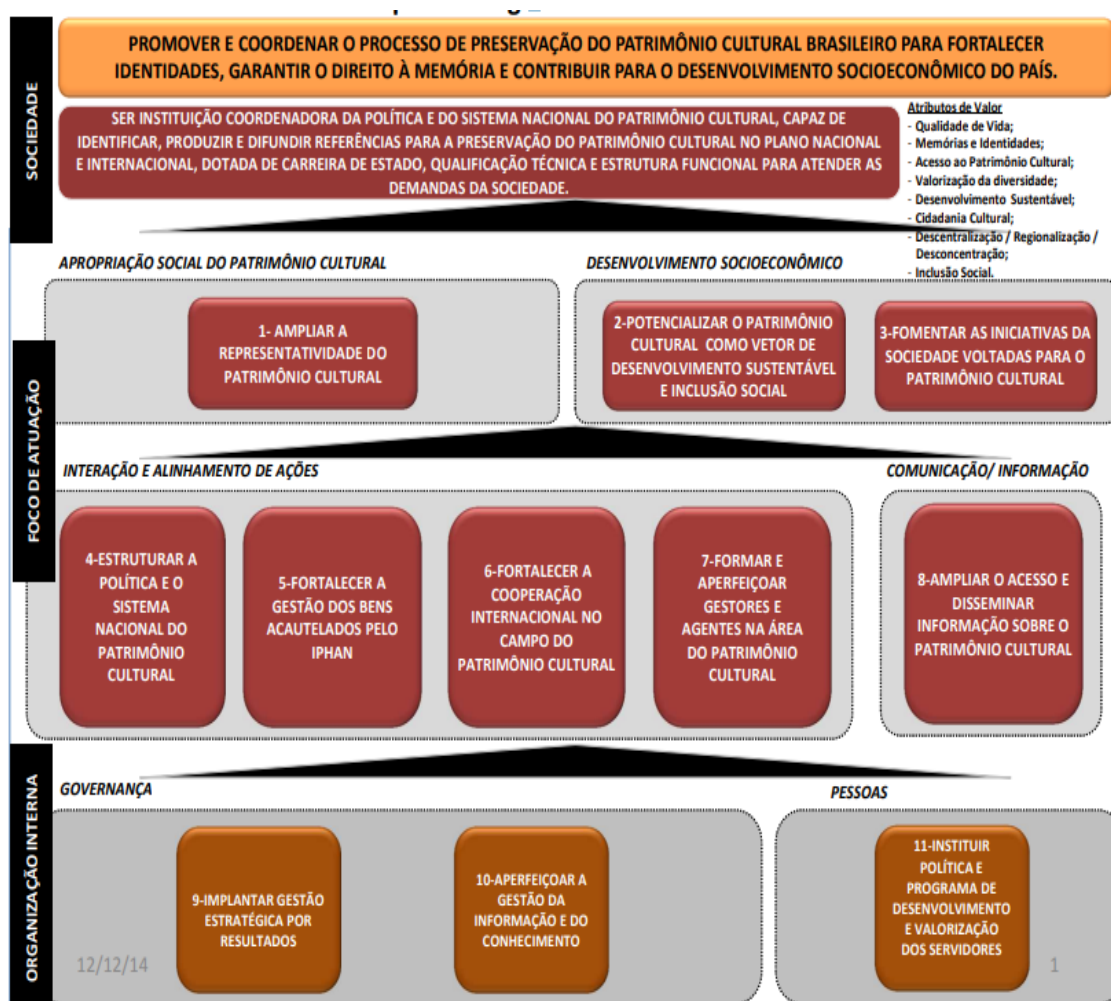 PROMOVER E COORDENAR O PROCESSO DE PRESERVAÇÃO DO PATRIMÔNIO CULTURAL BRASILEIRO PARA FORTALECER
IDENTIDADES, GARANTIR O DIREITO À MEMÓRIA E CONTRIBUIR PARA O DESENVOLVIMENTO SOCIOECONÔMICO DO PAÍS.
SOCIEDADE
SER INSTITUIÇÃO COORDENADORA DA POLÍTICA E DO SISTEMA NACIONAL DO PATRIMÔNIO CULTURAL, CAPAZ DE
IDENTIFICAR, PRODUZIR E DIFUNDIR REFERÊNCIAS PARA A PRESERVAÇÃO DO PATRIMÔNIO CULTURAL NO PLANO NACIONAL
E INTERNACIONAL, DOTADA DE CARREIRA DE ESTADO, QUALIFICAÇÃO TÉCNICA E ESTRUTURA FUNCIONAL PARA ATENDER AS
DEMANDAS DA SOCIEDADE.
Atributos de Valor
- Qualidade de Vida;
- Memórias e Identidades;
- Acesso ao Patrimônio Cultural;
- Valorização da diversidade;
- Desenvolvimento Sustentável;
- Cidadania Cultural;
- Descentralização / Regionalização /
Desconcentração;
- Inclusão Social.
FOCO DE ATUAÇÃO
APROPRIAÇÃO SOCIAL DO PATRIMÔNIO CULTURAL
1- AMPLIAR A
REPRESENTATIVIDADE DO
PATRIMÔNIO CULTURAL
DESENVOLVIMENTO SOCIOECONÔMICO
2-POTENCIALIZAR O PATRIMÔNIO
CULTURAL COMO VETOR DE
DESENVOLVIMENTO SUSTENTÁVEL
E INCLUSÃO SOCIAL
3-FOMENTAR AS INICIATIVAS DA
SOCIEDADE VOLTADAS PARA O
PATRIMÔNIO CULTURAL
INTERAÇÃO E ALINHAMENTO DE AÇÕES
4-ESTRUTURAR A
POLÍTICA E O
SISTEMA
NACIONAL DO
PATRIMÔNIO
CULTURAL
5-FORTALECER A
GESTÃO DOS BENS
ACAUTELADOS PELO
IPHAN
6-FORTALECER A
COOPERAÇÃO
INTERNACIONAL NO
CAMPO DO
PATRIMÔNIO CULTURAL
7-FORMAR E
APERFEIÇOAR
GESTORES E
AGENTES NA ÁREA
DO PATRIMÔNIO
CULTURAL
COMUNICAÇÃO/ INFORMAÇÃO
8-AMPLIAR O ACESSO E
DISSEMINAR
INFORMAÇÃO SOBRE O
PATRIMÔNIO CULTURAL
ORGANIZAÇÃO INTERNA
GOVERNANÇA
9-IMPLANTAR GESTÃO
ESTRATÉGICA POR
RESULTADOS
10-APERFEIÇOAR A
GESTÃO DA
INFORMAÇÃO E DO
CONHECIMENTO
PESSOAS
11-INSTITUIR
POLÍTICA E
PROGRAMA DE
DESENVOLVIMENTO
E VALORIZAÇÃO
DOS SERVIDORES
12/12/14
1